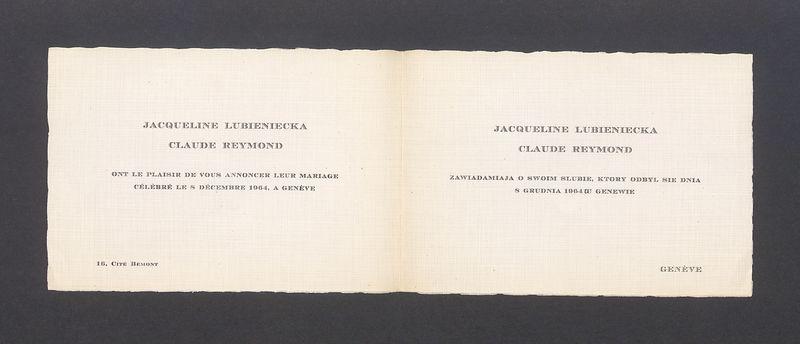 JACQUELINE LUBIENIECKA
CLAUDE REYMOND
ONT LE PLAISIR DE VOUS ANNONCER LEUR MARIAGE
CÉLÉBRÉ LE 8 DÉCEMBRE 1964, A GENÈVE
16, CITÉ BEMONT
JACQUELINE LUBIENIECKA
CLAUDE REYMOND
ZAWIADAMIAJA O SWOIM SLUBIE, KTORY ODBYL SIE DNIA
8 GRUDNIA 1964 U GENEWIE
GENÈVE